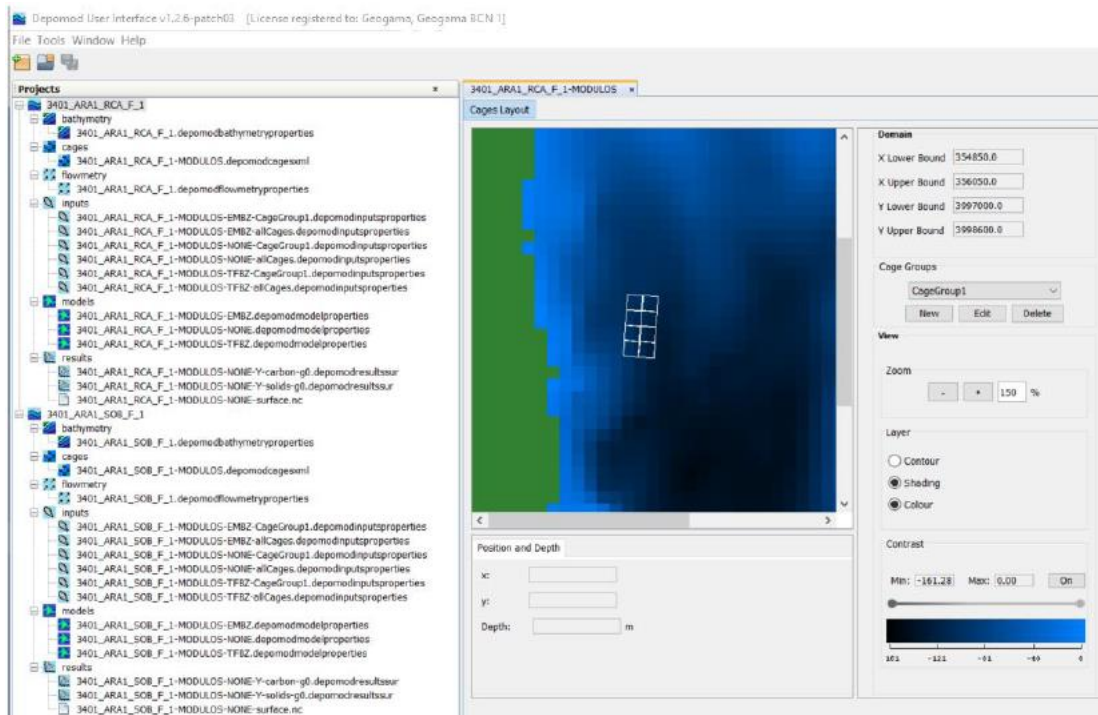 Depomod User Interface v1.2.6-patch03 [License registered to: Geogama, Geogama BCN 1]
File Tools Window Help
Projects
3401_ARA1_RCA_F_1
bathymetry
3401_ARA1_RCA_F_1.depomodbathymetryproperties
cages
3401_ARA1_RCA_F_1-MODULOS.depomodcagesxml
flowmetry
3401_ARA1_RCA_F_1.depomodflowmetryproperties
inputs
3401_ARA1_RCA_F_1-MODULOS-EMBZ-CageGroup1.depomodinputsproperties
3401_ARA1_RCA_F_1-MODULOS-EMBZ-allCages.depomodinputsproperties
3401_ARA1_RCA_F_1-MODULOS-NONE-CageGroup1.depomodinputsproperties
3401_ARA1_RCA_F_1-MODULOS-NONE-allCages.depomodinputsproperties
3401_ARA1_RCA_F_1-MODULOS-TFBZ-CageGroup1.depomodinputsproperties
3401_ARA1_RCA_F_1-MODULOS-TFBZ-allCages.depomodinputsproperties
models
3401_ARA1_RCA_F_1-MODULOS-EMBZ.depomodmodelproperties
3401_ARA1_RCA_F_1-MODULOS-NONE.depomodmodelproperties
3401_ARA1_RCA_F_1-MODULOS-TFBZ.depomodmodelproperties
results
3401_ARA1_RCA_F_1-MODULOS-NONE-Y-carbon-g0.depomodresultssur
3401_ARA1_RCA_F_1-MODULOS-NONE-Y-solids-g0.depomodresultssur
3401_ARA1_RCA_F_1-MODULOS-NONE-surface.nc
3401_ARA1_SOB_F_1
bathymetry
3401_ARA1_SOB_F_1.depomodbathymetryproperties
cages
3401_ARA1_SOB_F_1-MODULOS.depomodcagesxml
flowmetry
3401_ARA1_SOB_F_1.depomodflowmetryproperties
inputs
3401_ARA1_SOB_F_1-MODULOS-EMBZ-CageGroup1.depomodinputsproperties
3401_ARA1_SOB_F_1-MODULOS-EMBZ-allCages.depomodinputsproperties
3401_ARA1_SOB_F_1-MODULOS-NONE-CageGroup1.depomodinputsproperties
3401_ARA1_SOB_F_1-MODULOS-NONE-allCages.depomodinputsproperties
3401_ARA1_SOB_F_1-MODULOS-TFBZ-CageGroup1.depomodinputsproperties
3401_ARA1_SOB_F_1-MODULOS-TFBZ-allCages.depomodinputsproperties
models
3401_ARA1_SOB_F_1-MODULOS-EMBZ.depomodmodelproperties
3401_ARA1_SOB_F_1-MODULOS-NONE.depomodmodelproperties
3401_ARA1_SOB_F_1-MODULOS-TFBZ.depomodmodelproperties
results
3401_ARA1_SOB_F_1-MODULOS-NONE-Y-carbon-g0.depomodresultssur
3401_ARA1_SOB_F_1-MODULOS-NONE-Y-solids-g0.depomodresultssur
3401_ARA1_SOB_F_1-MODULOS-NONE-surface.nc
3401_ARA1_RCA_F_1-MODULOS
Cages Layout
Position and Depth
x:
y:
Depth: m
Domain
X Lower Bound 354850.0
X Upper Bound 356050.0
Y Lower Bound 3997000.0
Y Upper Bound 3998600.0
Cage Groups
CageGroup1
New Edit Delete
View
Zoom
- + 150 %
Layer
Contour
Shading
Colour
Contrast
Min: -161.28 Max: 0.00 On
-121 0